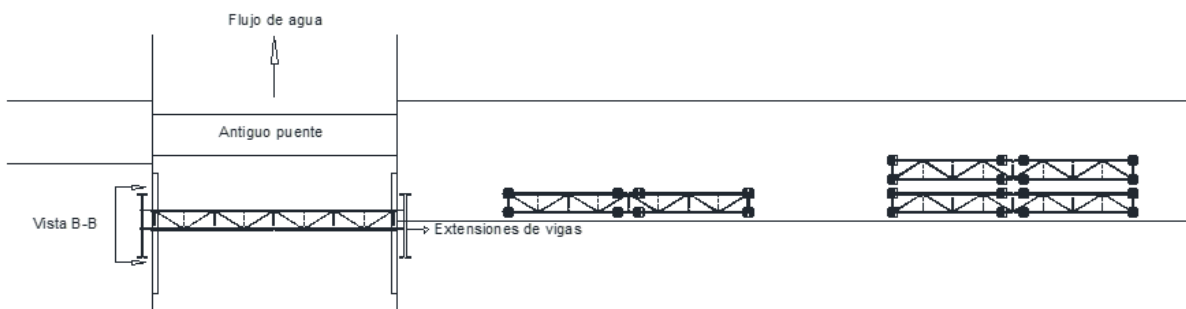 Flujo de agua
Antiguo puente
Vista B-B
Extensiones de vigas